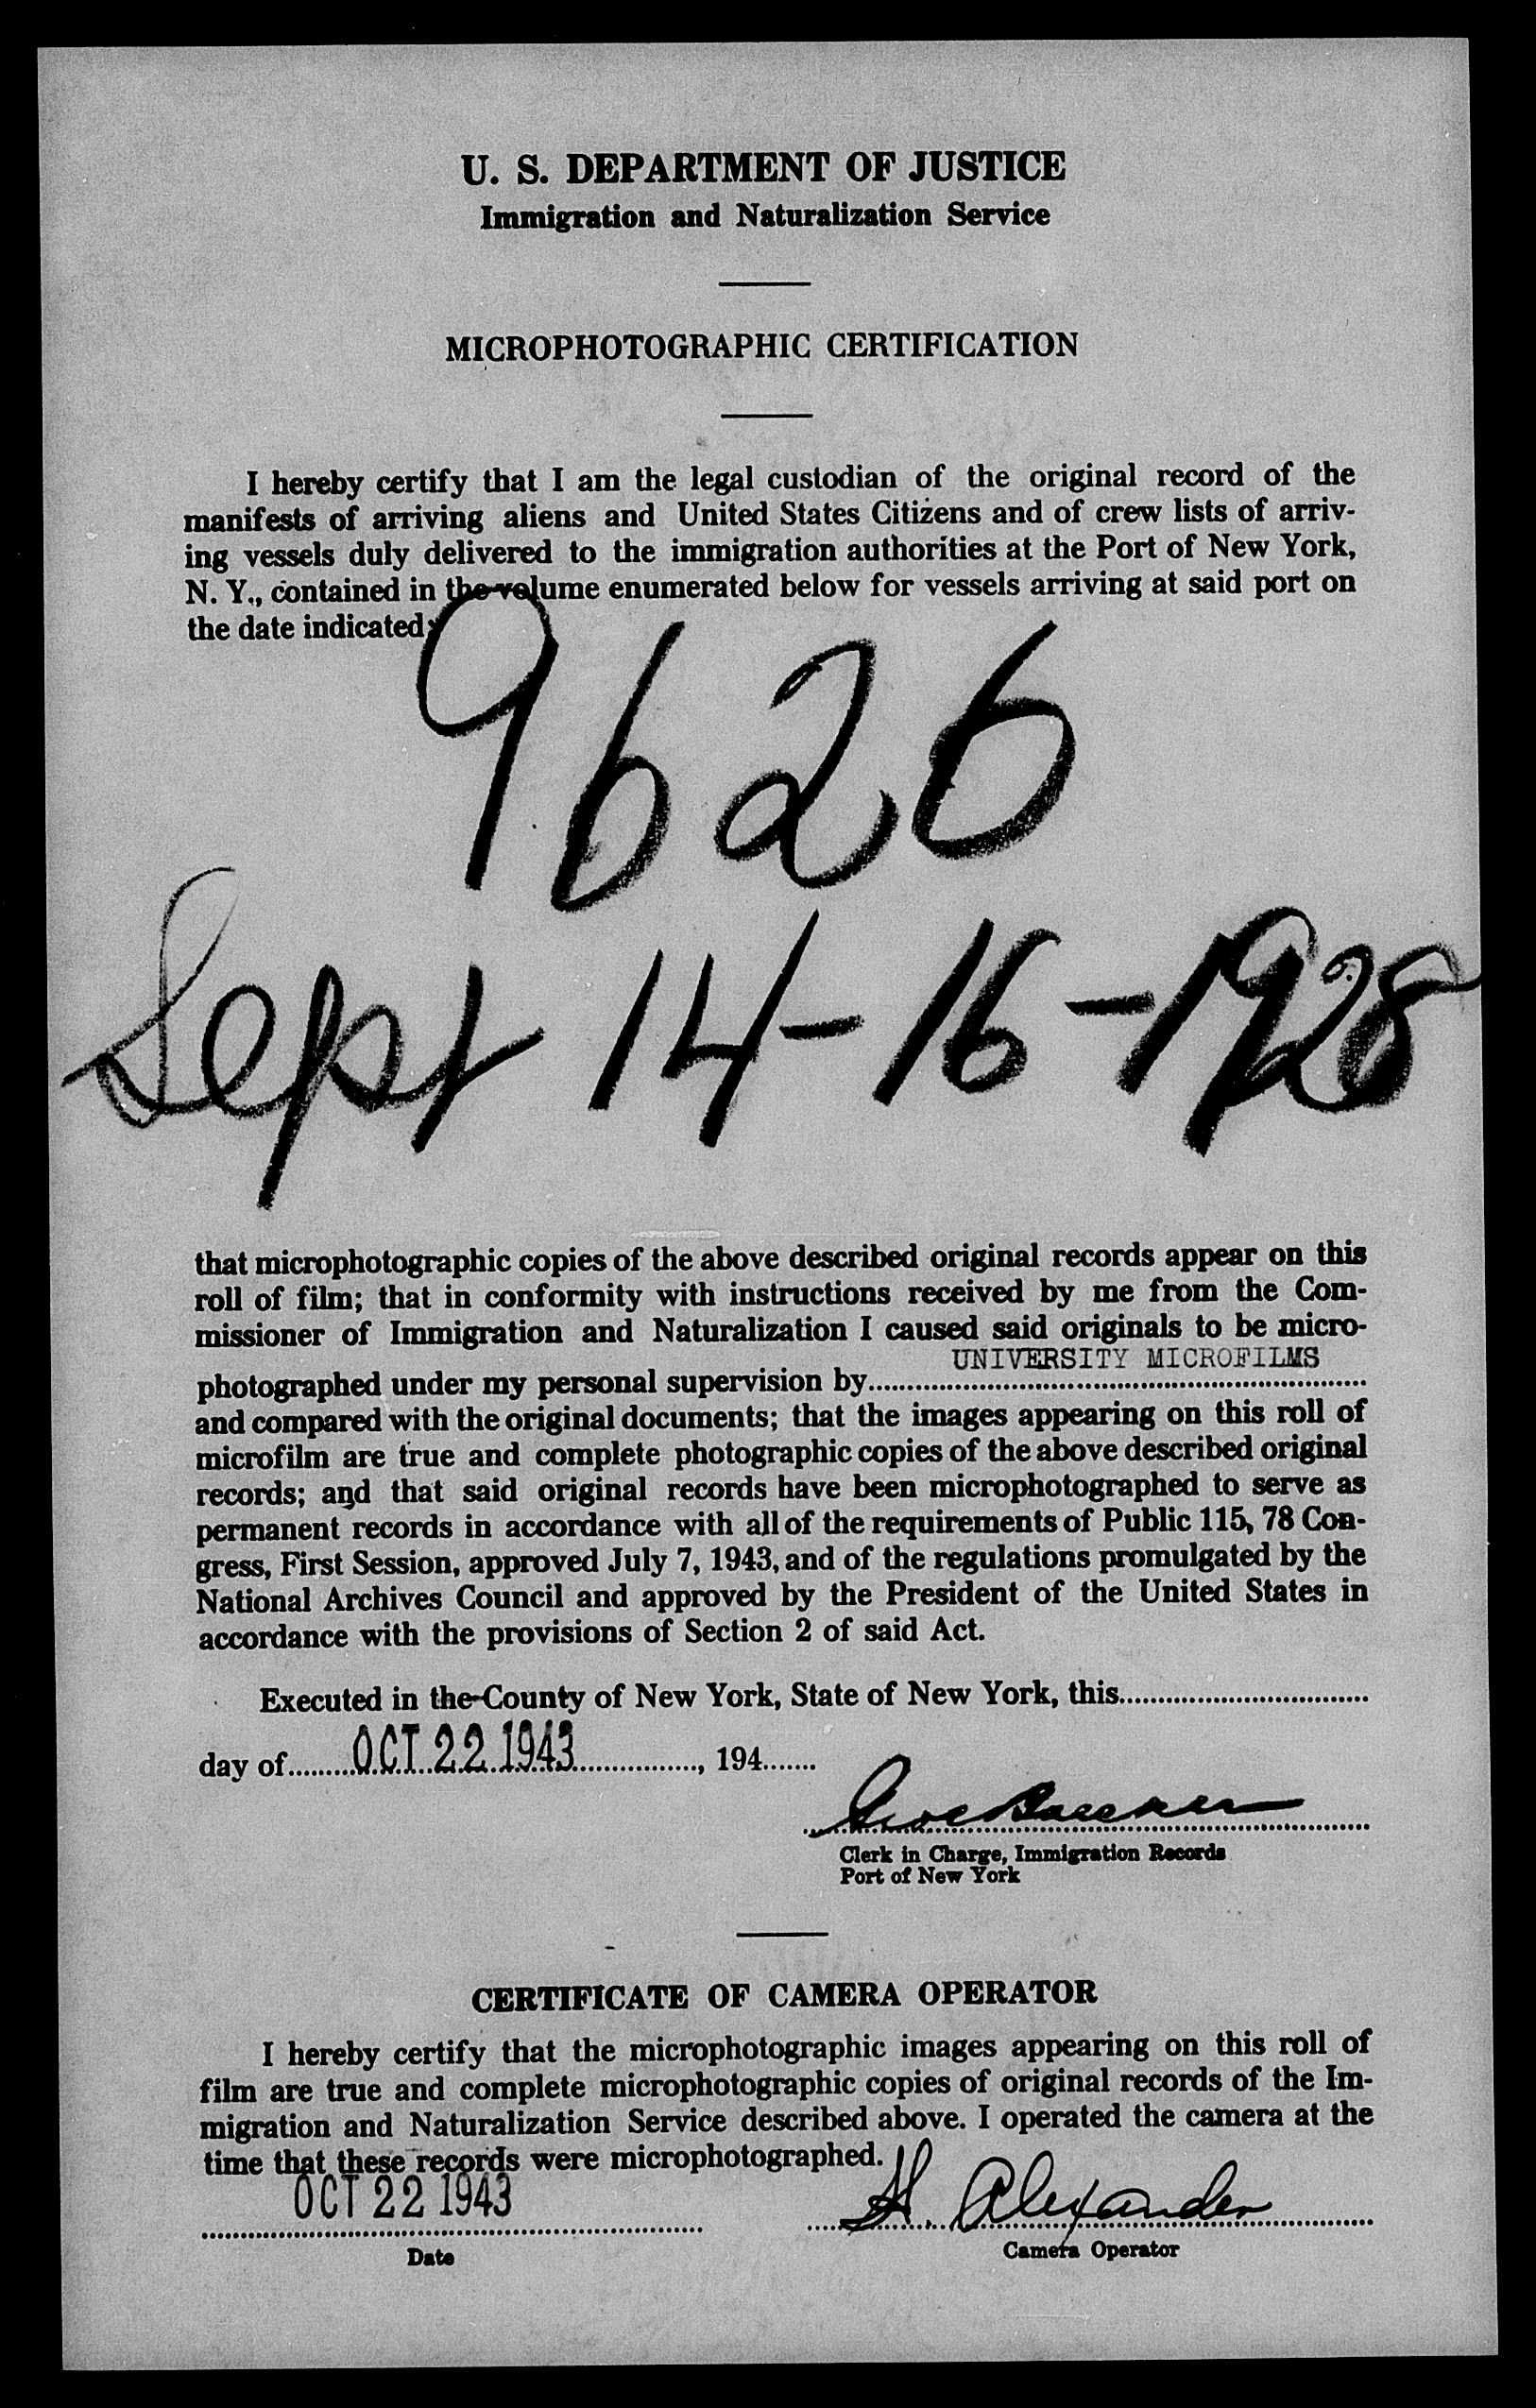 U. S. DEPARTMENT OF JUSTICE
Immigration and Naturalization Service
MICROPHOTOGRAPHIC CERTIFICATION
I hereby certify that I am the legal custodian of the original record of the
manifests of arriving aliens and United States Citizens and of crew lists of arriv-
ing vessels duly delivered to the immigration authorities at the Port of New York,
N. Y., contained in the volume enumerated below for vessels arriving at said port on
the date indicated:
9626
Sept 14-16-1928
that microphotographic copies of the above described original records appear on this
roll of film; that in conformity with instructions received by me from the Com-
missioner of Immigration and Naturalization I caused said originals to be micro-
UNIVERSITY MICROFILMS
photographed under my personal supervision by
and compared with the original documents; that the images appearing on this roll of
microfilm are true and complete photographic copies of the above described original
records; and that said original records have been microphotographed to serve as
permanent records in accordance with all of the requirements of Public 115, 78 Con-
gress, First Session, approved July 7, 1943, and of the regulations promulgated by the
National Archives Council and approved by the President of the United States in
accordance with the provisions of Section 2 of said Act.
Executed in the County of New York, State of New York, this
day of OCT 22 1943, 194
Clerk in Charge, Immigration Records
Port of New York
CERTIFICATE OF CAMERA OPERATOR
I hereby certify that the microphotographic images appearing on this roll of
film are true and complete microphotographic copies of original records of the Im-
migration and Naturalization Service described above. I operated the camera at the
time that these records were microphotographed.
OCT 22 1943 H. Alexander
Date Camera Operator